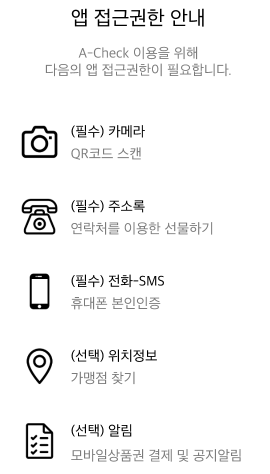 앱 접근권한 안내
A-Check 이용을 위해
다음의 앱 접근권한이 필요합니다.
(필수) 카메라
QR코드 스캔
(필수) 주소록
연락처를 이용한 선물하기
(필수) 전화-SMS
휴대폰 본인인증
(선택) 위치정보
가맹점 찾기
(선택) 알림
모바일상품권 결제 및 공지알림